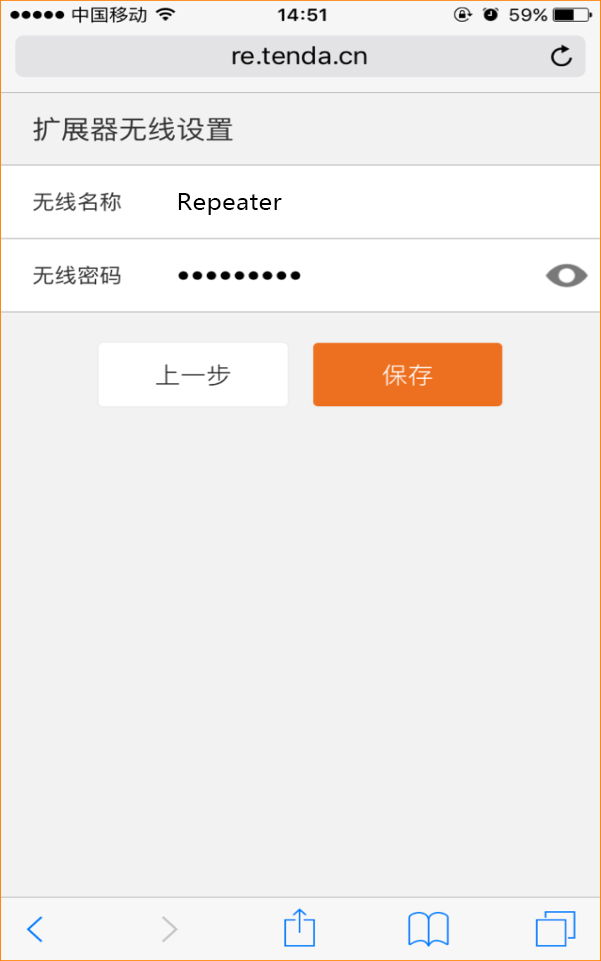 中国移动 14:51 59%
re.tenda.cn
扩展器无线设置
无线名称 Repeater
无线密码 •••••••••
上一步 保存